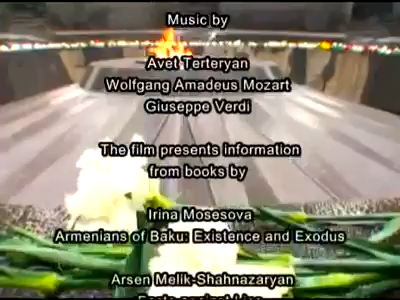 Music by
Avet Terteryan
Wolfgang Amadeus Mozart
Giuseppe Verdi
The film presents information
from books by
Irina Mosesova
Armenians of Baku: Existence and Exodus
Arsen Melik-Shahnazaryan